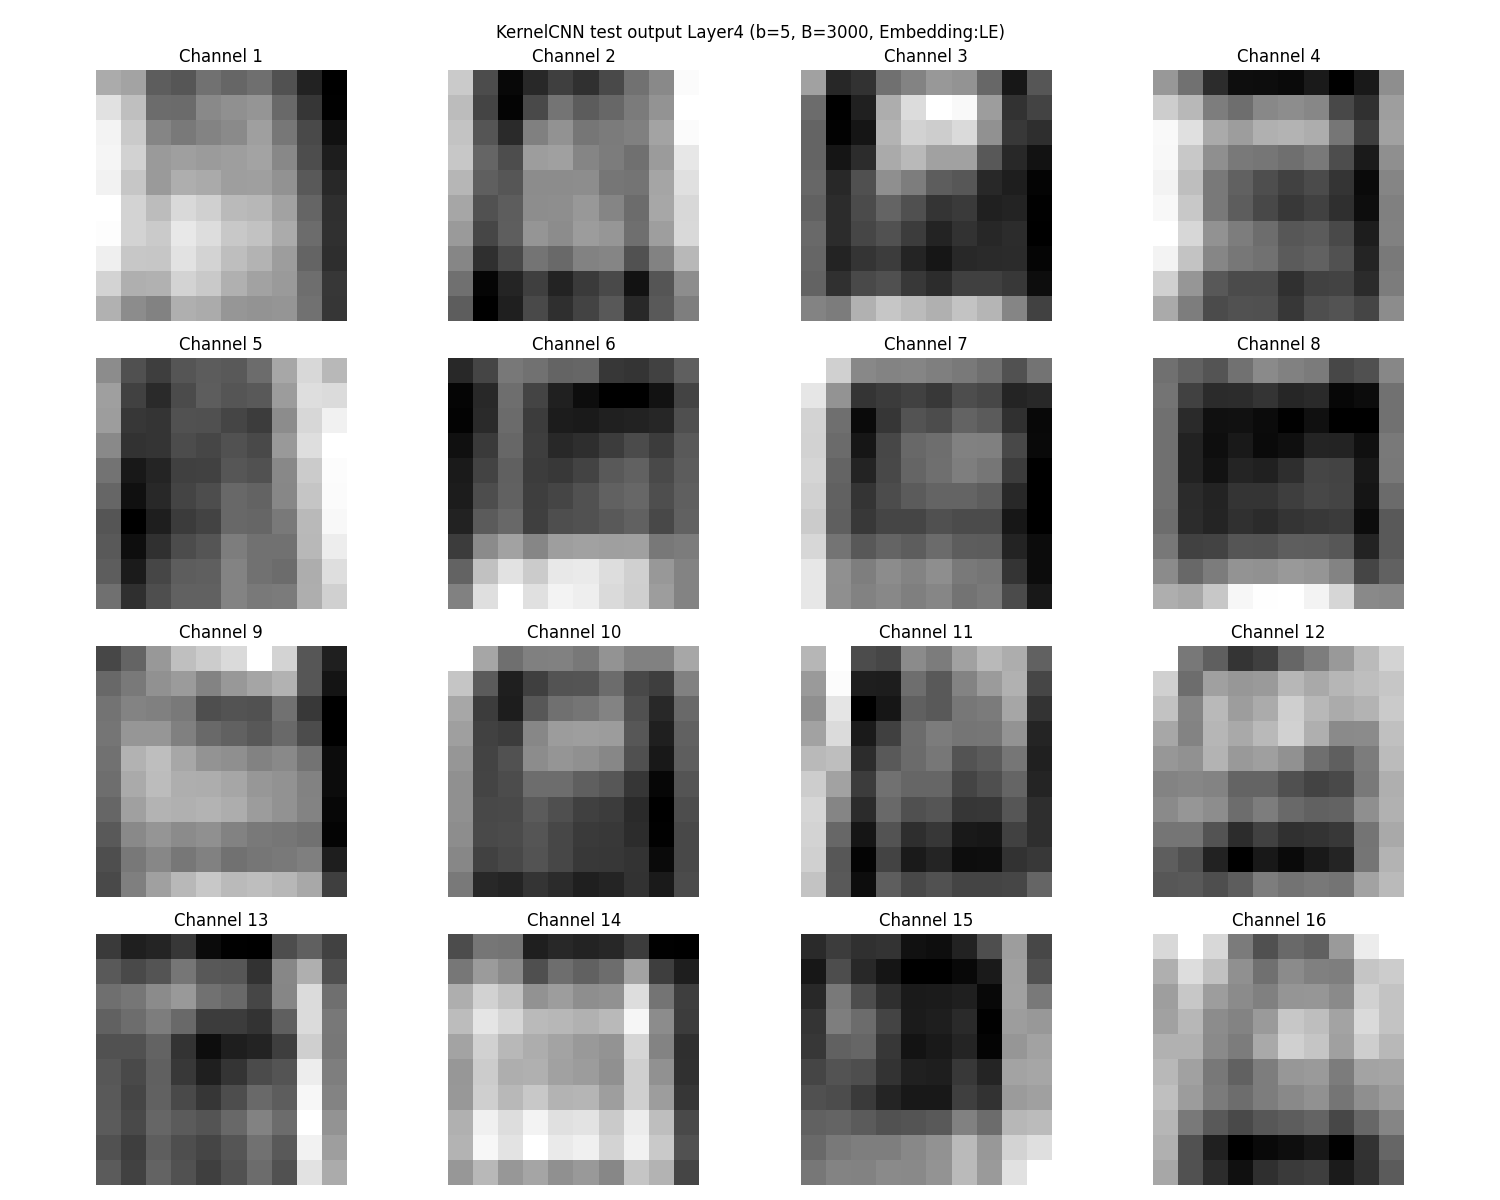 KernelCNN test output Layer4 (b=5, B=3000, Embedding:LE)
Channel 1
Channel 2
Channel 3
Channel 4
Channel 5
Channel 6
Channel 7
Channel 8
Channel 9
Channel 10
Channel 11
Channel 12
Channel 13
Channel 14
Channel 15
Channel 16